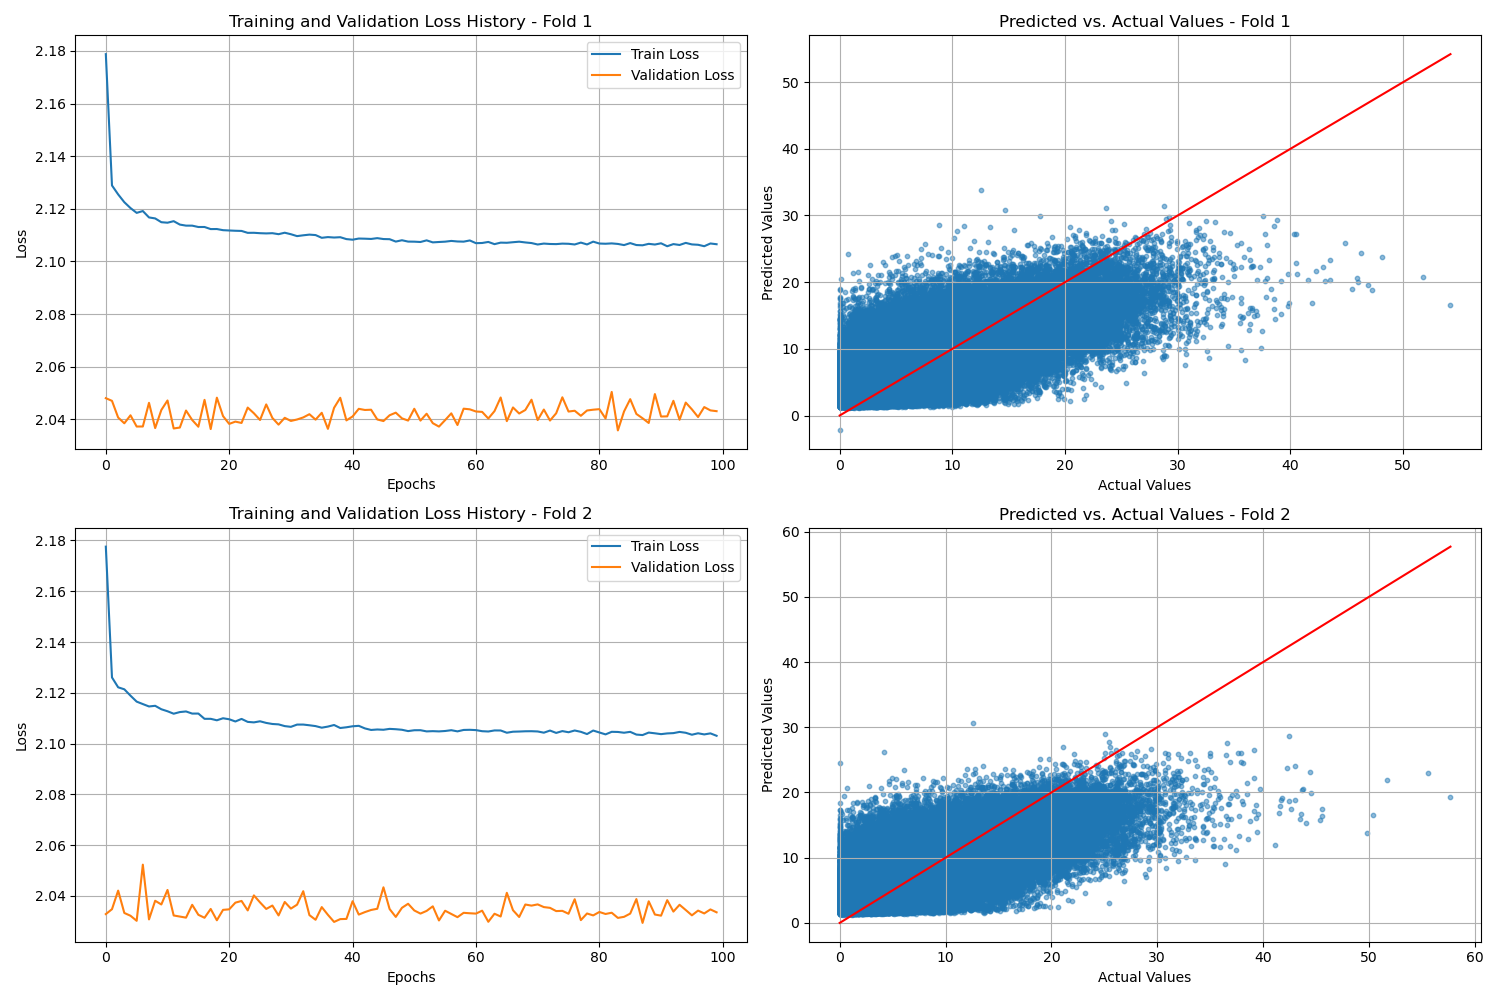 Training and Validation Loss History - Fold 1
Train Loss
Validation Loss
Loss
2.18
2.16
2.14
2.12
2.10
2.08
2.06
2.04
0 20 40 60 80 100
Epochs
Predicted vs. Actual Values - Fold 1
Predicted Values
50
40
30
20
10
0
0 10 20 30 40 50
Actual Values
Training and Validation Loss History - Fold 2
Train Loss
Validation Loss
Loss
2.18
2.16
2.14
2.12
2.10
2.08
2.06
2.04
0 20 40 60 80 100
Epochs
Predicted vs. Actual Values - Fold 2
Predicted Values
60
50
40
30
20
10
0
0 10 20 30 40 50 60
Actual Values